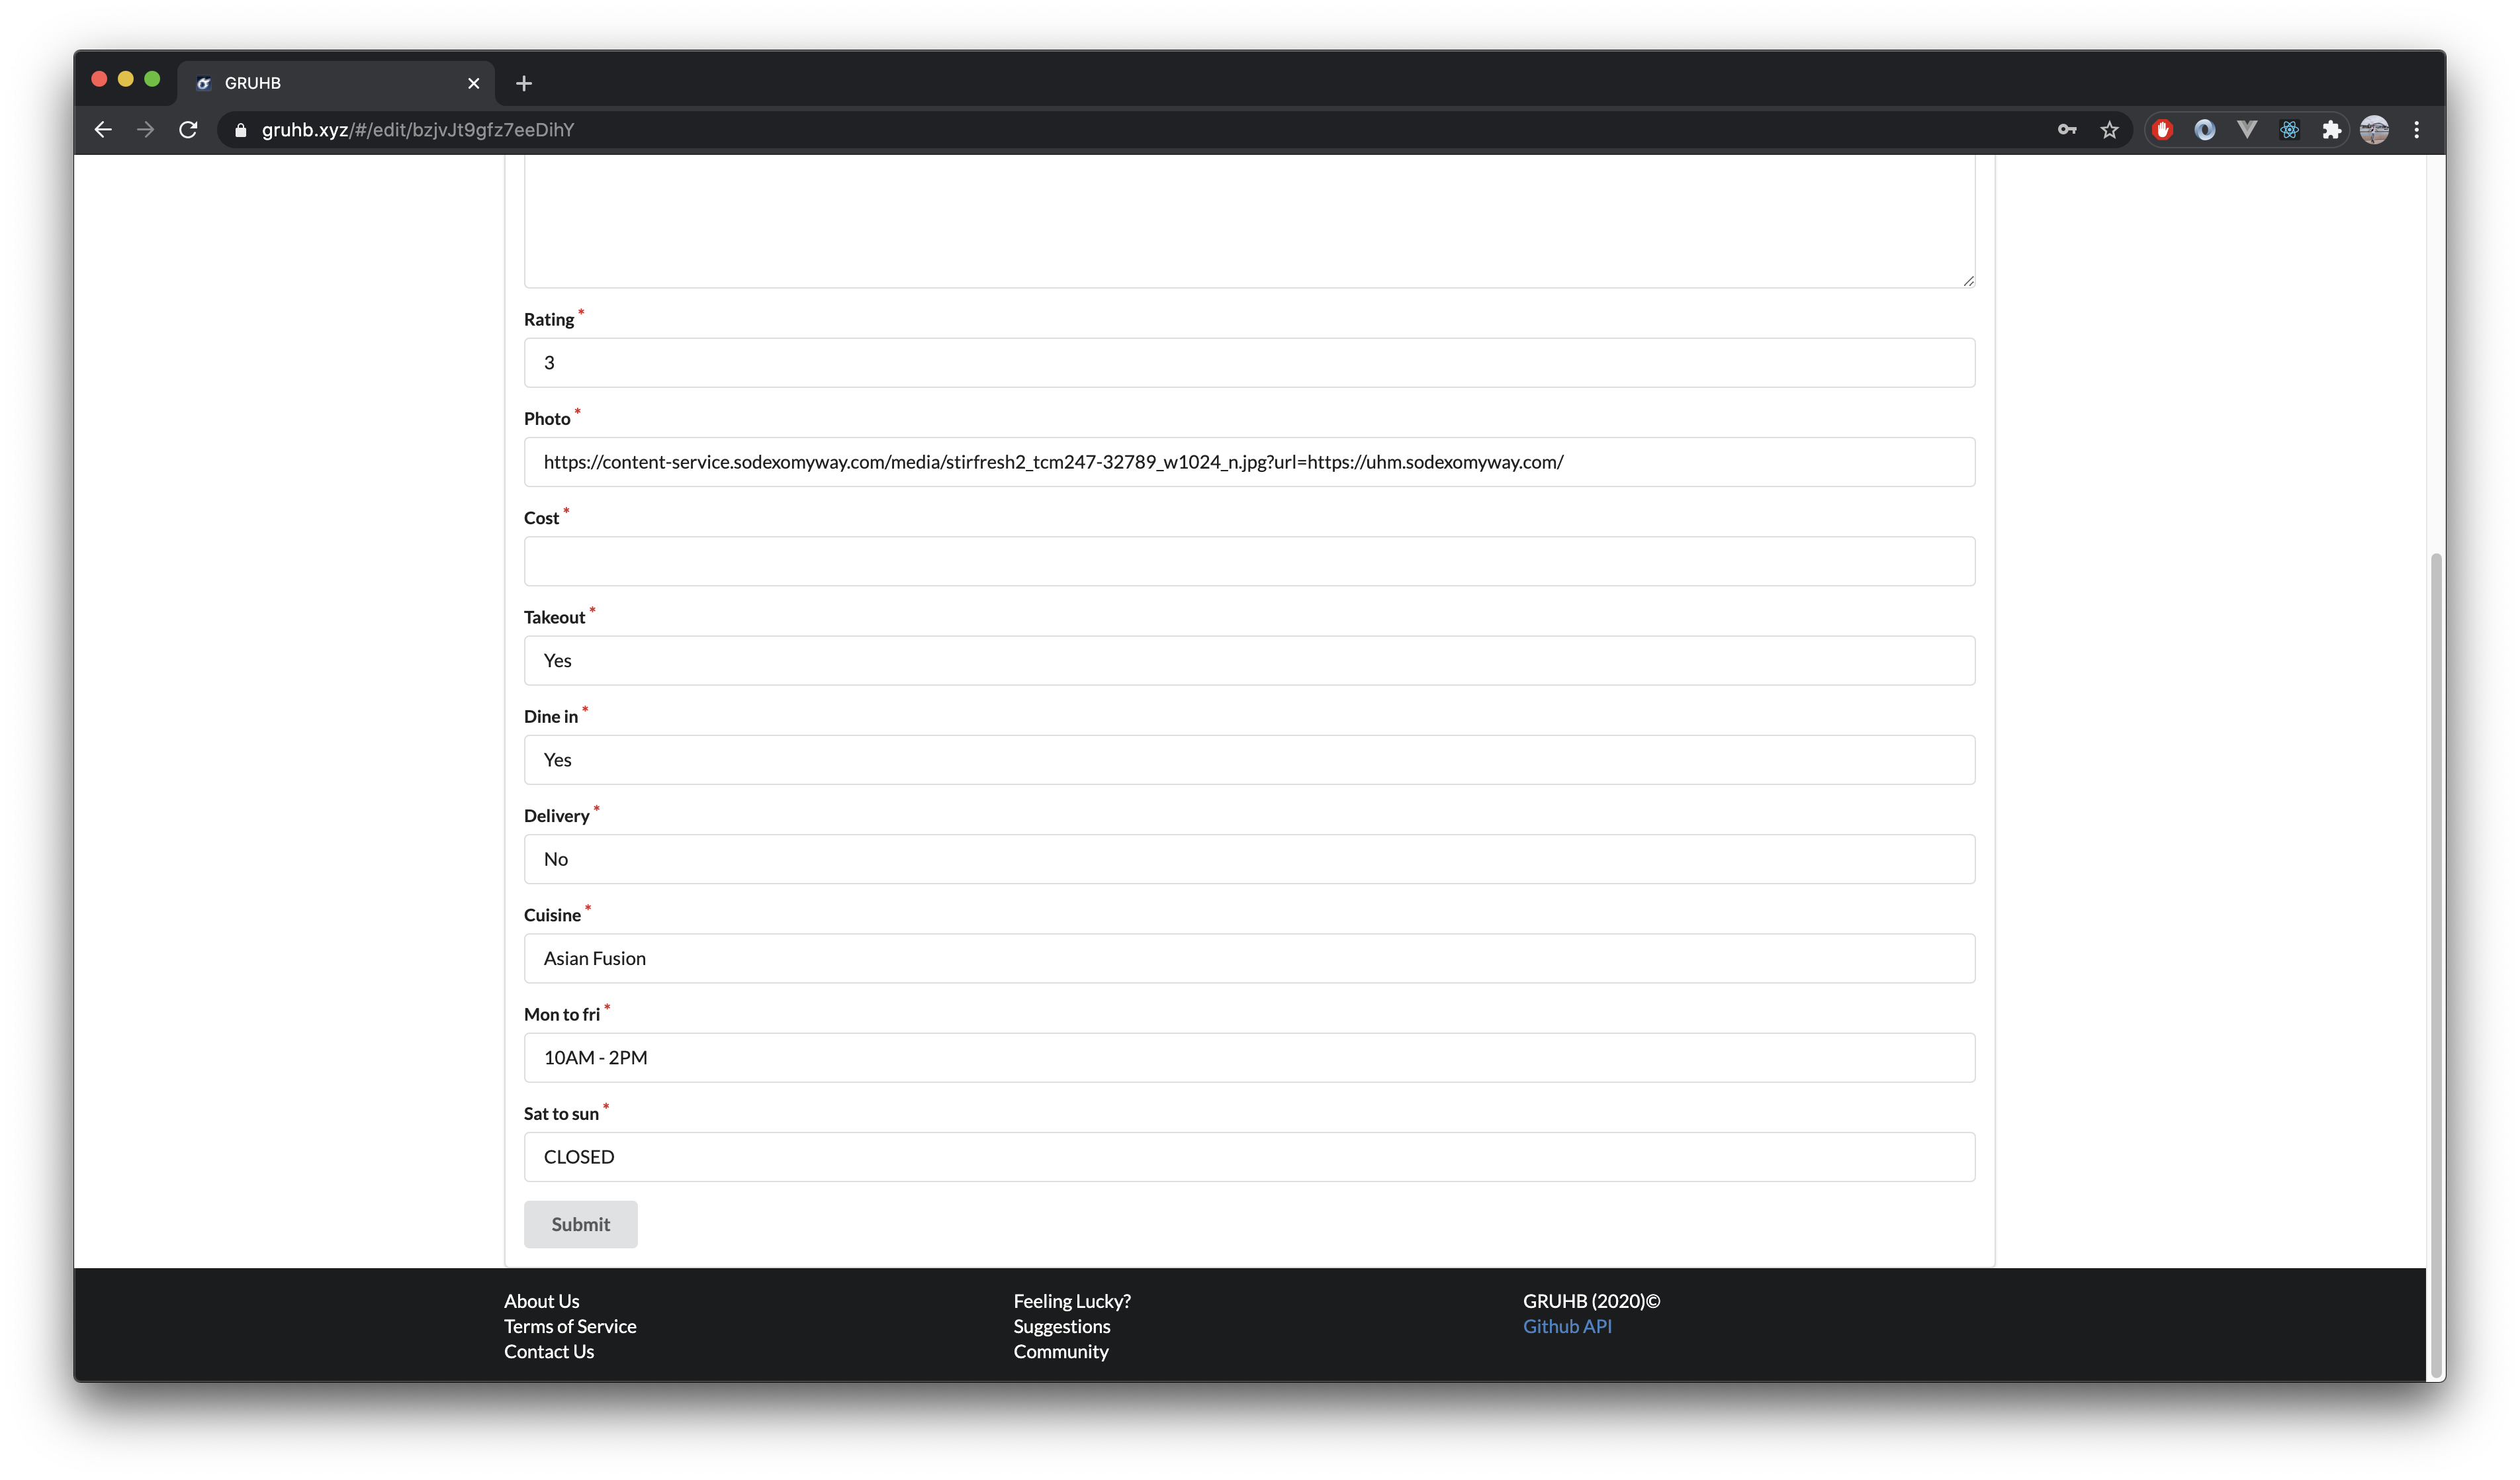 GRUHB
gruhb.xyz/#/edit/bzjvJt9gfz7eeDihY
Rating *
3
Photo *
https://content-service.sodexomyway.com/media/stirfresh2_tcm247-32789_w1024_n.jpg?url=https://uhm.sodexomyway.com/
Cost *
Takeout *
Yes
Dine in *
Yes
Delivery *
No
Cuisine *
Asian Fusion
Mon to fri *
10AM - 2PM
Sat to sun *
CLOSED
Submit
About Us
Terms of Service
Contact Us
Feeling Lucky?
Suggestions
Community
GRUHB (2020)©
Github API